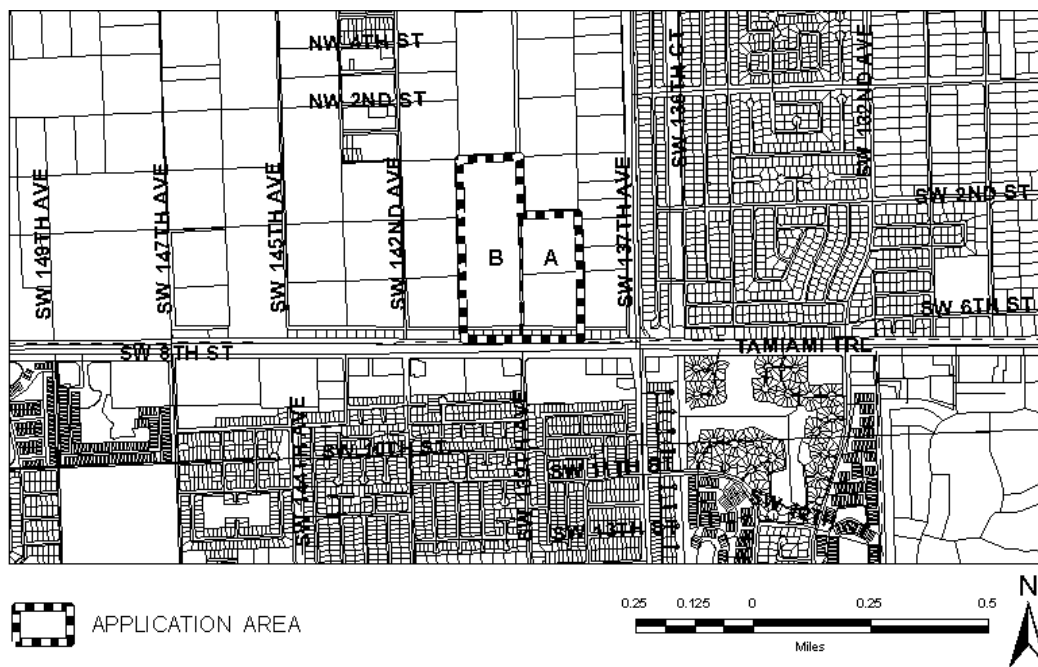 NW 4TH ST
NW 2ND ST
SW 149TH AVE
SW 147TH AVE
SW 145TH AVE
SW 142ND AVE
SW 137TH AVE
SW 132ND AVE
SW 2ND ST
B
A
SW 6TH ST
SW 8TH ST
TAMIAMI TRL
SW 144TH AVE
SW 139TH AVE
SW 10TH ST
SW 11TH ST
SW 13TH ST
APPLICATION AREA
0.25 0.125 0 0.25 0.5
Miles
N